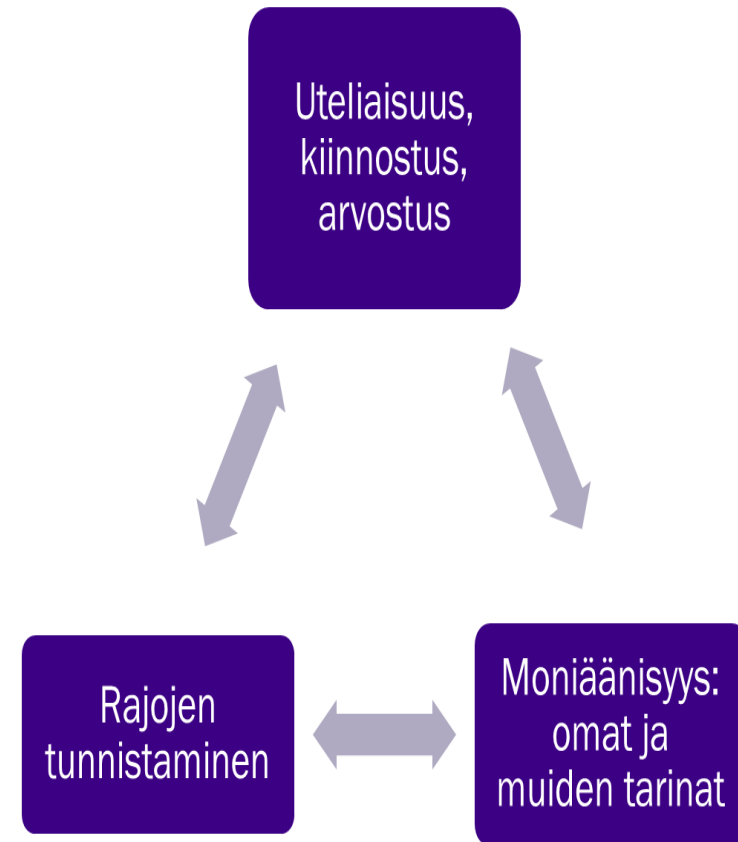 Uteliaisuus,
kiinnostus,
arvostus
Rajojen
tunnistaminen
Moniäänisyys:
omat ja
muiden tarinat